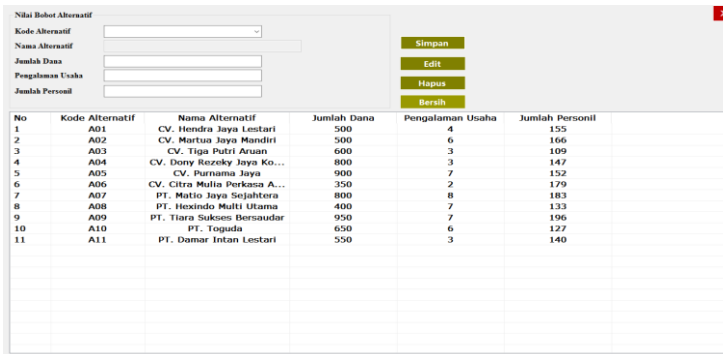 Nilai Bobot Alternatif
Kode Alternatif
Nama Alternatif
Jumlah Dana
Pengalaman Usaha
Jumlah Personil
Simpan
Edit
Hapus
Bersih
No Kode Alternatif Nama Alternatif Jumlah Dana Pengalaman Usaha Jumlah Personil
1 A01 CV. Hendra Jaya Lestari 500 4 155
2 A02 CV. Martua Jaya Mandiri 500 6 166
3 A03 CV. Tiga Putri Aruan 600 3 109
4 A04 CV. Dony Rezeky Jaya Ko... 800 3 147
5 A05 CV. Purnama Jaya 900 7 152
6 A06 CV. Citra Mulia Perkasa A... 350 2 179
7 A07 PT. Matio Jaya Sejahtera 800 8 183
8 A08 PT. Hexindo Multi Utama 400 7 133
9 A09 PT. Tiara Sukses Bersaudar 950 7 196
10 A10 PT. Toguda 650 6 127
11 A11 PT. Damar Intan Lestari 550 3 140